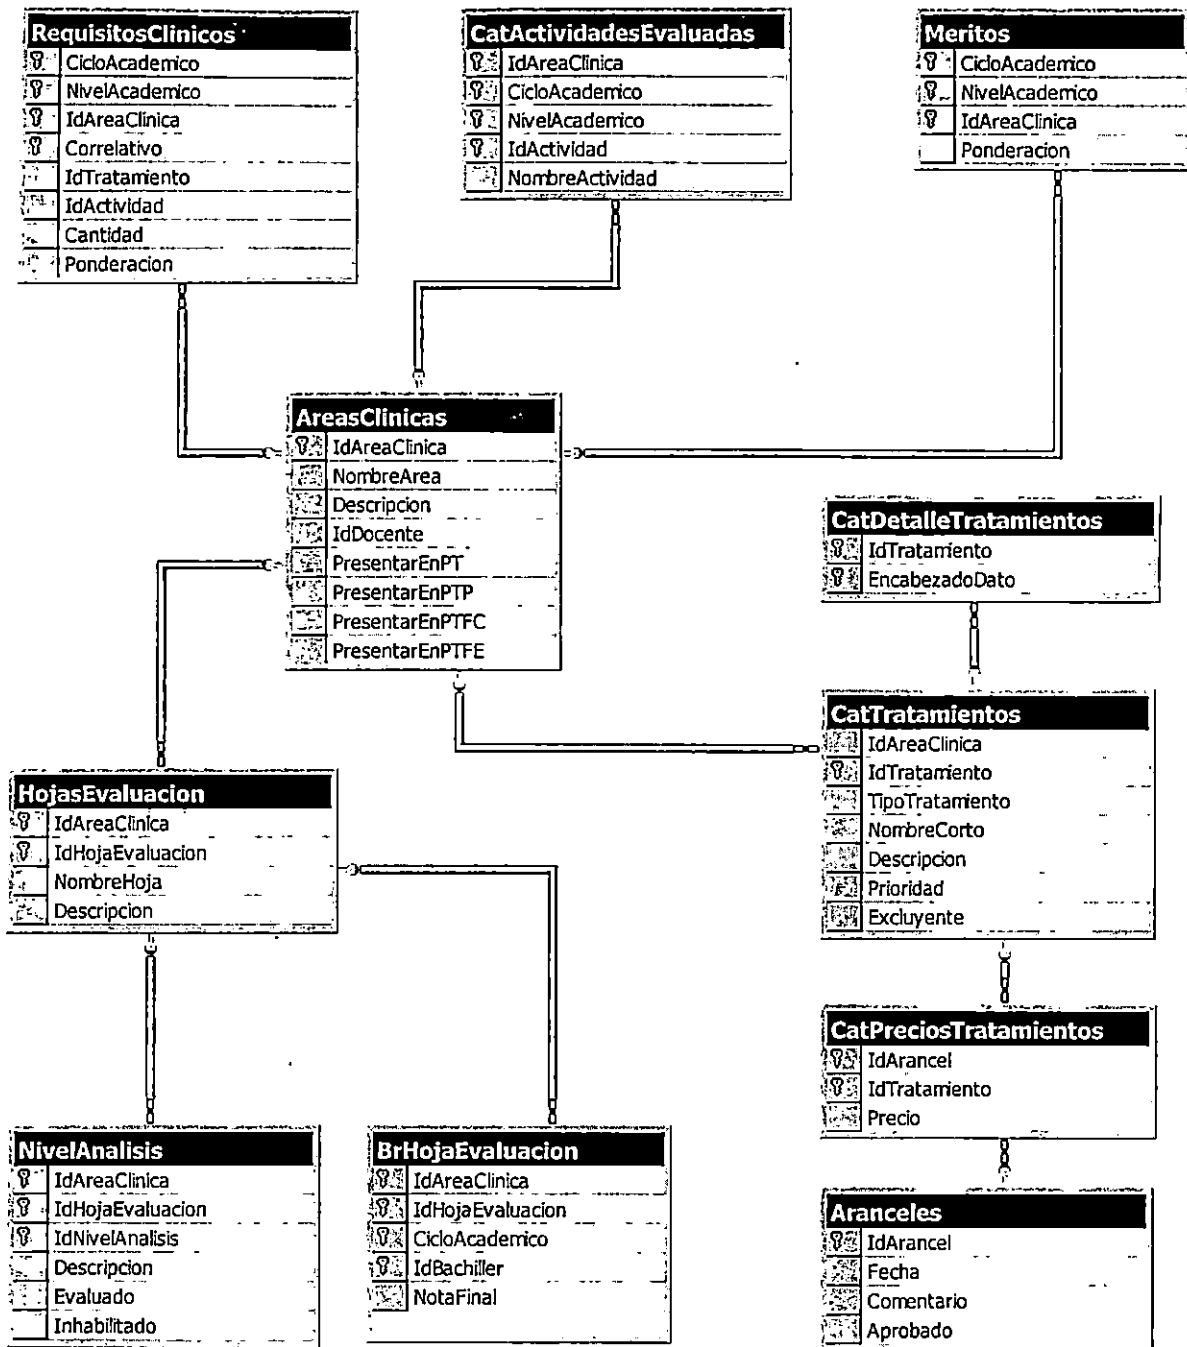 RequisitosClinicos
CicloAcademico
NivelAcademico
IdAreaClinica
Correlativo
IdTratamiento
IdActividad
Cantidad
Ponderacion
CatActividadesEvaluadas
IdAreaClinica
CicloAcademico
NivelAcademico
IdActividad
NombreActividad
Meritos
CicloAcademico
NivelAcademico
IdAreaClinica
Ponderacion
AreasClinicas
IdAreaClinica
NombreArea
Descripcion
IdDocente
PresentarEnPT
PresentarEnPTP
PresentarEnPTFC
PresentarEnPTFE
CatDetalleTratamientos
IdTratamiento
EncabezadoDato
CatTratamientos
IdAreaClinica
IdTratamiento
TipoTratamiento
NombreCorto
Descripcion
Prioridad
Excluyente
HojasEvaluacion
IdAreaClinica
IdHojaEvaluacion
NombreHoja
Descripcion
CatPreciosTratamientos
IdArancel
IdTratamiento
Precio
NivelAnalisis
IdAreaClinica
IdHojaEvaluacion
IdNivelAnalisis
Descripcion
Evaluado
Inhabilitado
BrHojaEvaluacion
IdAreaClinica
IdHojaEvaluacion
CicloAcademico
IdBachiller
NotaFinal
Aranceles
IdArancel
Fecha
Comentario
Aprobado